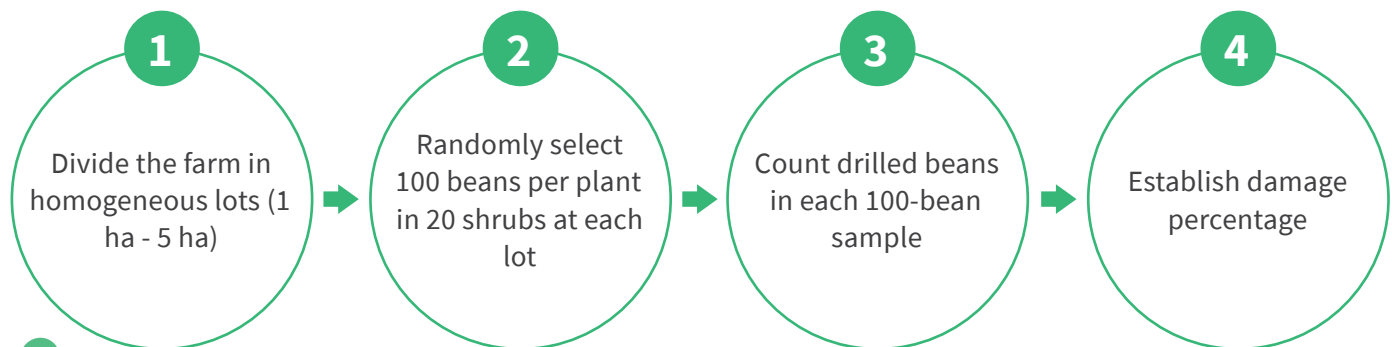 1
Divide the farm in
homogeneous lots (1
ha - 5 ha)
2
Randomly select
100 beans per plant
in 20 shrubs at each
lot
3
Count drilled beans
in each 100-bean
sample
4
Establish damage
percentage